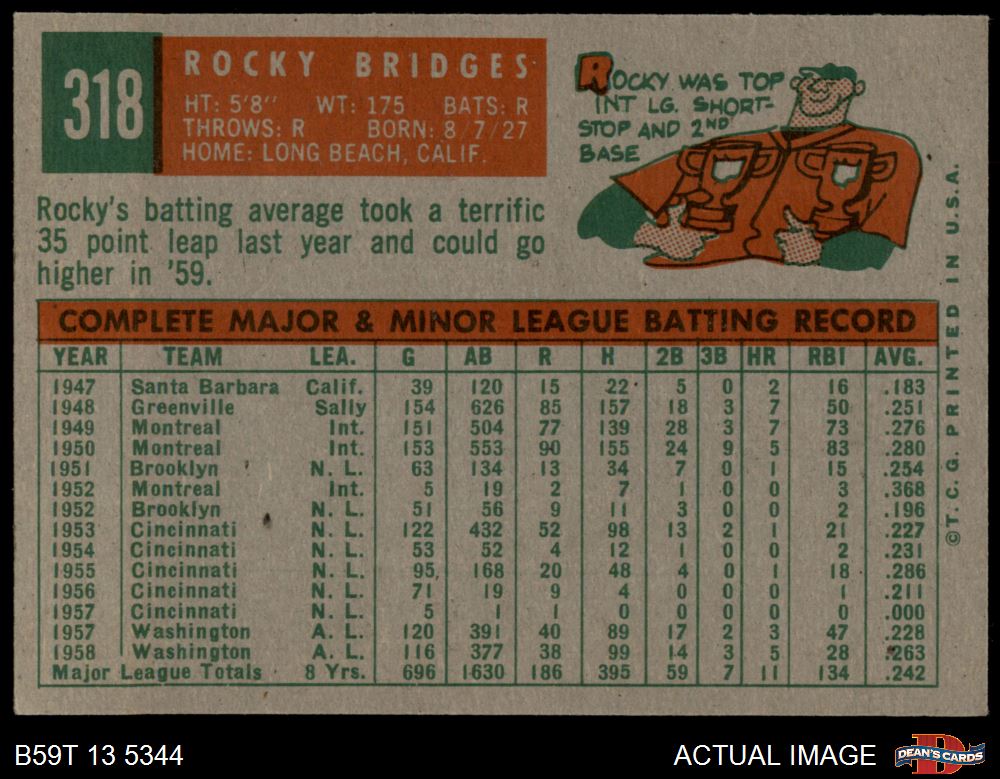 318
ROCKY BRIDGES
HT: 5'8" WT: 175 BATS: R
THROWS: R BORN: 8/7/27
HOME: LONG BEACH, CALIF.
ROCKY WAS TOP
INT LG. SHORT-
STOP AND 2ND
BASE
Rocky's batting average took a terrific
35 point leap last year and could go
higher in '59.
COMPLETE MAJOR & MINOR LEAGUE BATTING RECORD
YEAR TEAM LEA. G AB R H 2B 3B HR RBI AVG.
1947 Santa Barbara Calif. 39 120 15 22 5 0 2 16 .183
1948 Greenville Sally 154 626 85 157 18 3 7 50 .251
1949 Montreal Int. 151 504 77 139 28 3 7 73 .276
1950 Montreal Int. 153 553 90 155 24 9 5 83 .280
1951 Brooklyn N. L. 63 134 13 34 7 0 1 15 .254
1952 Montreal Int. 5 19 2 7 1 0 0 3 .368
1952 Brooklyn N. L. 51 56 9 11 3 0 0 2 .196
1953 Cincinnati N. L. 122 432 52 98 13 2 1 21 .227
1954 Cincinnati N. L. 53 52 4 12 1 0 0 2 .231
1955 Cincinnati N. L. 95 168 20 48 4 0 1 18 .286
1956 Cincinnati N. L. 71 19 9 4 0 0 0 1 .211
1957 Cincinnati N. L. 5 1 1 0 0 0 0 0 .000
1957 Washington A. L. 120 391 40 89 17 2 3 47 .228
1958 Washington A. L. 116 377 38 99 14 3 5 28 .263
Major League Totals 8 Yrs. 696 1630 186 395 59 7 11 134 .242
©T. C. G. PRINTED IN U.S.A.
B59T 13 5344
ACTUAL IMAGE
D
DEAN'S CARDS